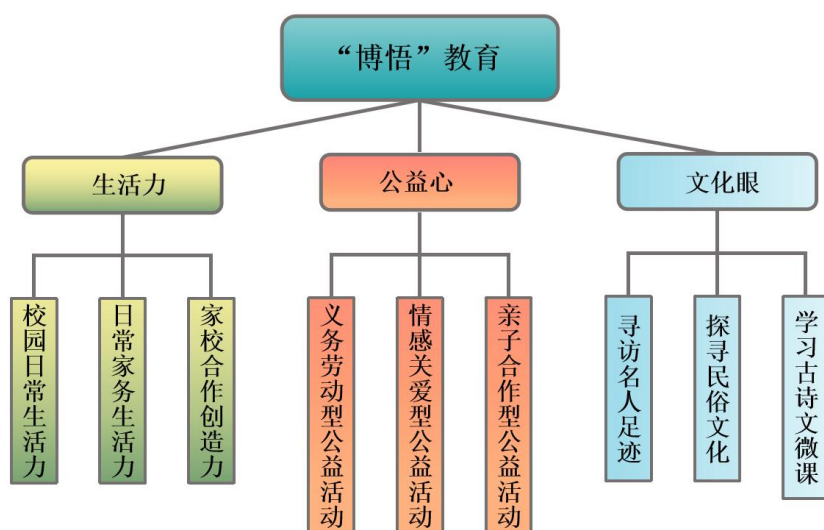 “博悟”教育
生活力
公益心
文化眼
校园日常生活力
日常家务生活力
家校合作创造力
义务劳动型公益活动
情感关爱型公益活动
亲子合作型公益活动
寻访名人足迹
探寻民俗文化
学习古诗文微课